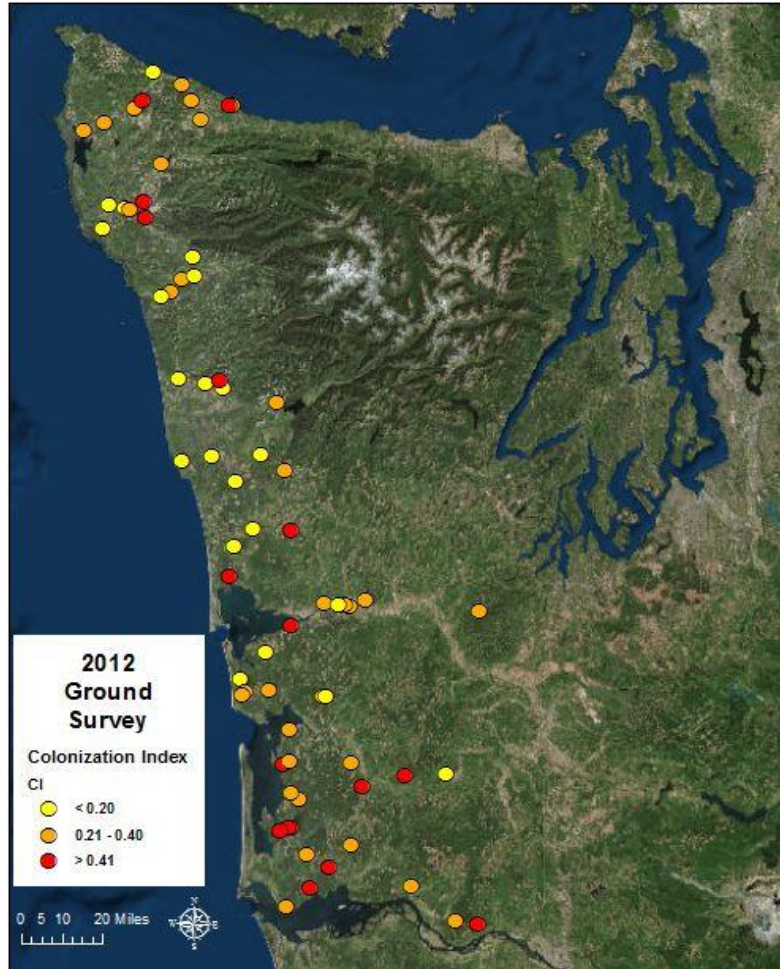 2012
Ground
Survey
Colonization Index
CI
< 0.20
0.21 - 0.40
> 0.41
0 5 10 20 Miles
N
W E
S